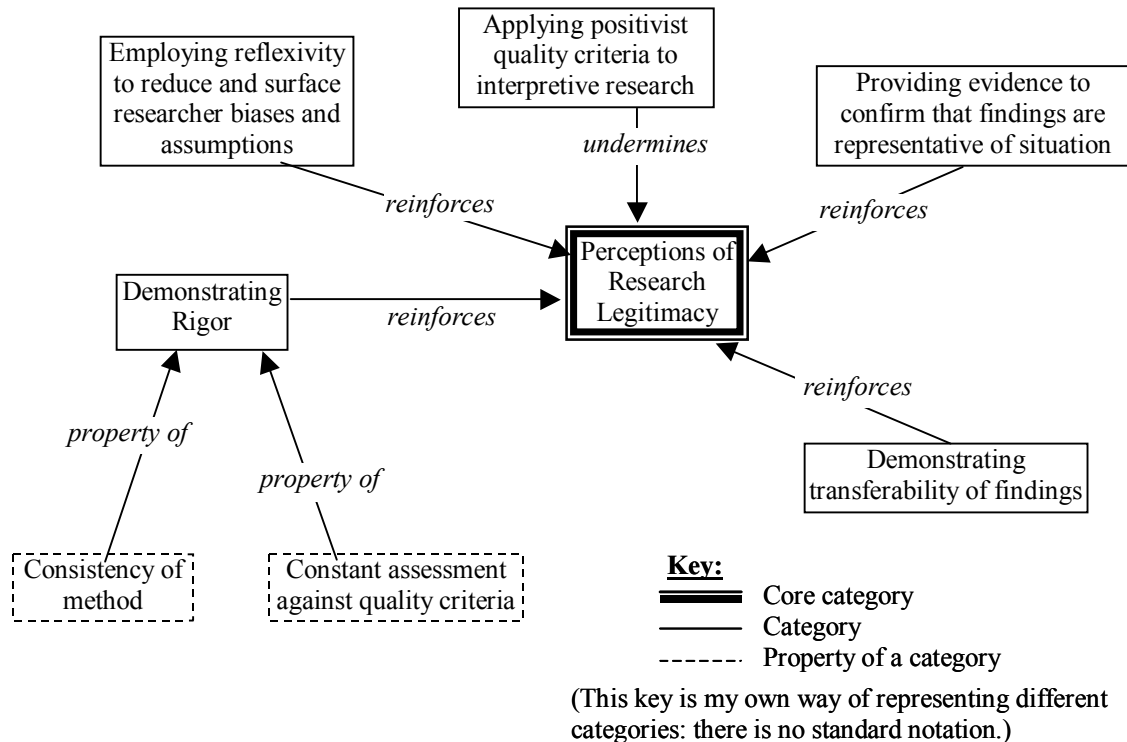 Employing reflexivity
to reduce and surface
researcher biases and
assumptions
Applying positivist
quality criteria to
interpretive research
Providing evidence to
confirm that findings are
representative of situation
undermines
reinforces
reinforces
Perceptions of
Research
Legitimacy
Demonstrating
Rigor
reinforces
reinforces
property of
property of
Demonstrating
transferability of findings
Consistency of
method
Constant assessment
against quality criteria
Key:
Core category
Category
Property of a category
(This key is my own way of representing different
categories: there is no standard notation.)